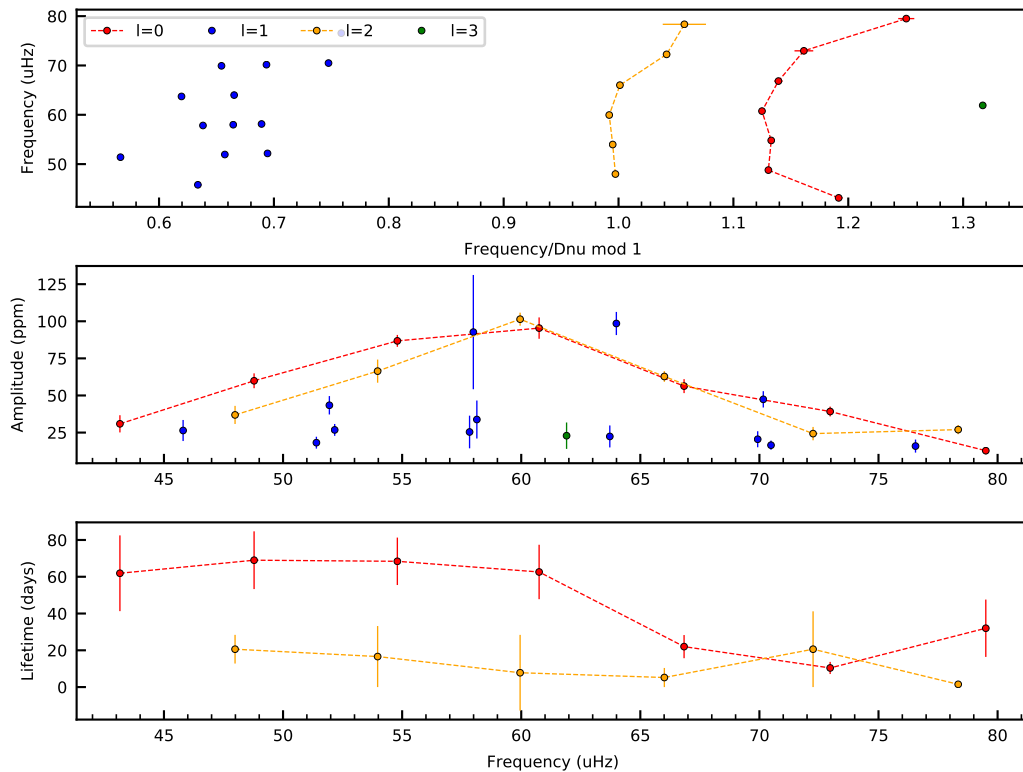 80
70
60
50
Frequency (uHz)
l=0 l=1 l=2 l=3
0.6 0.7 0.8 0.9 1.0 1.1 1.2 1.3
Frequency/Dnu mod 1
125
100
75
50
25
Amplitude (ppm)
45 50 55 60 65 70 75 80
80
60
40
20
0
Lifetime (days)
45 50 55 60 65 70 75 80
Frequency (uHz)